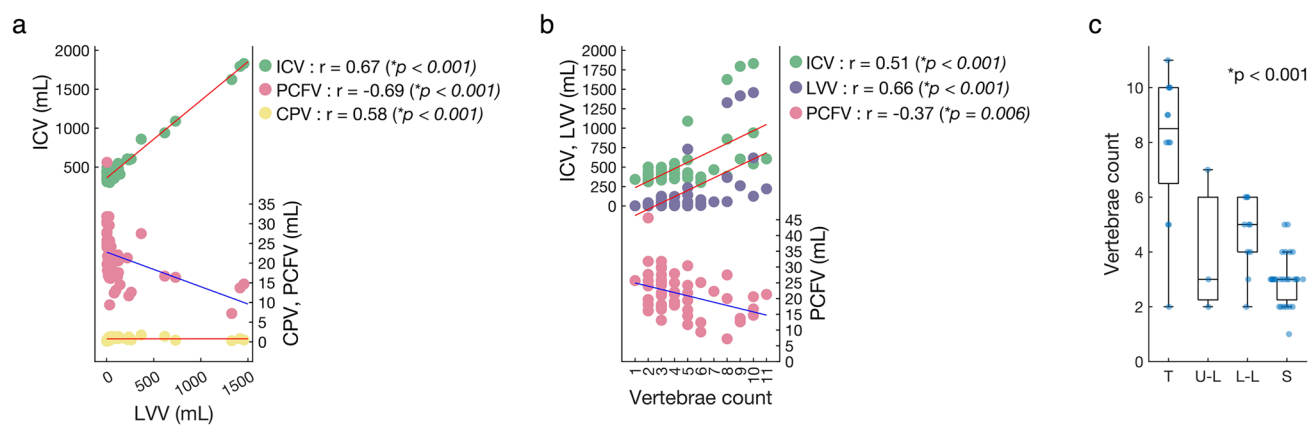 a
ICV (mL)
2000
1500
1000
500
35
30
25
20
15
10
5
0
CPV, PCFV (mL)
0
500
1000
1500
LVV (mL)
ICV : r = 0.67 (*p < 0.001)
PCFV : r = -0.69 (*p < 0.001)
CPV : r = 0.58 (*p < 0.001)
b
ICV, LVV (mL)
2000
1750
1500
1250
1000
750
500
250
0
45
40
35
30
25
20
15
10
5
0
PCFV (mL)
1 2 3 4 5 6 7 8 9 10 11
Vertebrae count
ICV : r = 0.51 (*p < 0.001)
LVV : r = 0.66 (*p < 0.001)
PCFV : r = -0.37 (*p = 0.006)
c
*p < 0.001
Vertebrae count
10
8
6
4
2
0
T U-L L-L S